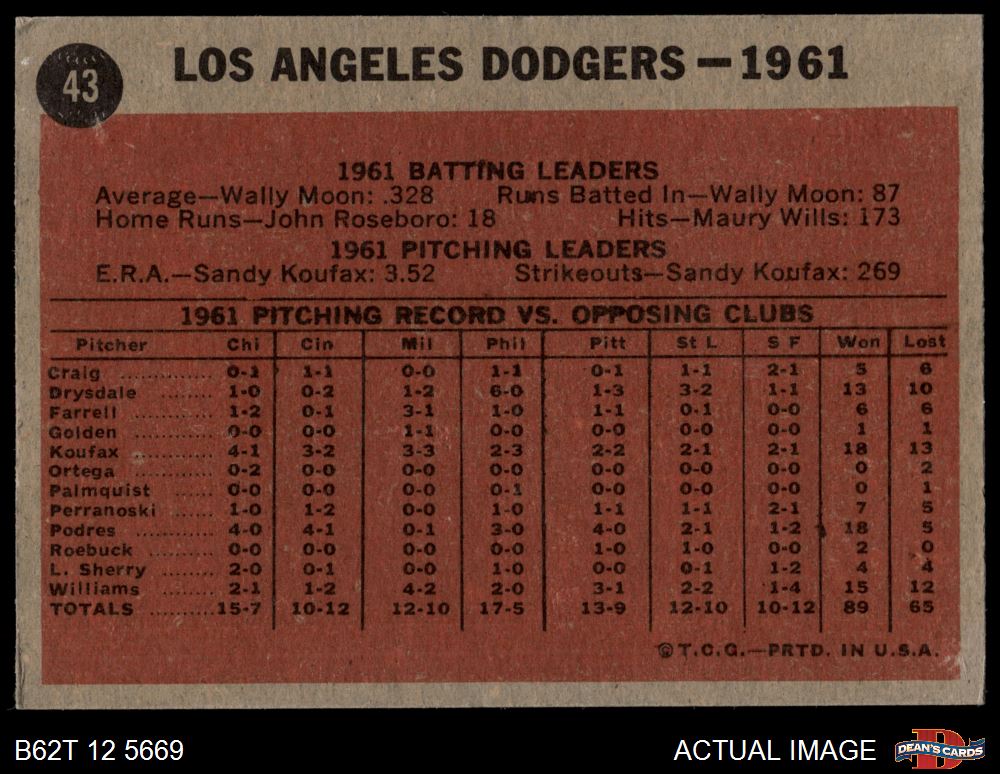 43
LOS ANGELES DODGERS—1961
1961 BATTING LEADERS
Average—Wally Moon: .328 Runs Batted In—Wally Moon: 87
Home Runs—John Roseboro: 18 Hits—Maury Wills: 173
1961 PITCHING LEADERS
E.R.A.—Sandy Koufax: 3.52 Strikeouts—Sandy Koufax: 269
1961 PITCHING RECORD VS. OPPOSING CLUBS
Pitcher Chi Cin Mil Phil Pitt St L S F Won Lost
Craig .............. 0-1 1-1 0-0 1-1 0-1 1-1 2-1 5 6
Drysdale .......... 1-0 0-2 1-2 6-0 1-3 3-2 1-1 13 10
Farrell ............ 1-2 0-1 3-1 1-0 1-1 0-1 0-0 6 6
Golden ............ 0-0 0-0 1-1 0-0 0-0 0-0 0-0 1 1
Koufax ............ 4-1 3-2 3-3 2-3 2-2 2-1 2-1 18 13
Ortega ............ 0-2 0-0 0-0 0-0 0-0 0-0 0-0 0 2
Palmquist ...... 0-0 0-0 0-0 0-1 0-0 0-0 0-0 0 1
Perranoski ...... 1-0 1-2 0-0 1-0 1-1 1-1 2-1 7 5
Podres ............ 4-0 4-1 0-1 3-0 4-0 2-1 1-2 18 5
Roebuck .......... 0-0 0-0 0-0 0-0 1-0 1-0 0-0 2 0
L. Sherry ........ 2-0 0-1 0-0 1-0 0-0 0-1 1-2 4 4
Williams .......... 2-1 1-2 4-2 2-0 3-1 2-2 1-4 15 12
TOTALS ..........15-7 10-12 12-10 17-5 13-9 12-10 10-12 89 65
©T.C.G.—PRTD. IN U.S.A.
B62T 12 5669 ACTUAL IMAGE
D
DEAN'S CARDS